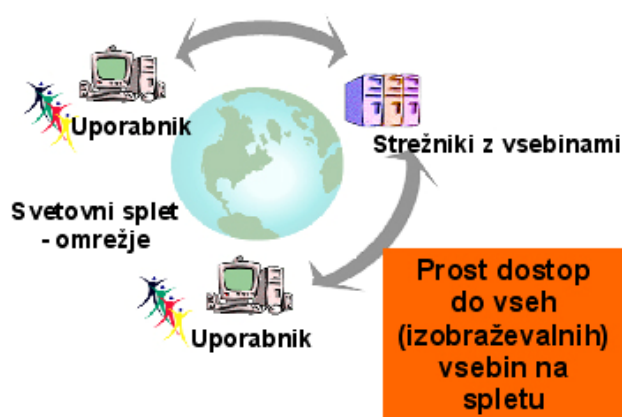 Uporabnik
Strežniki z vsebinami
Svetovni splet
- omrežje
Uporabnik
Prost dostop
do vseh
(izobraževalnih)
vsebin na
spletu